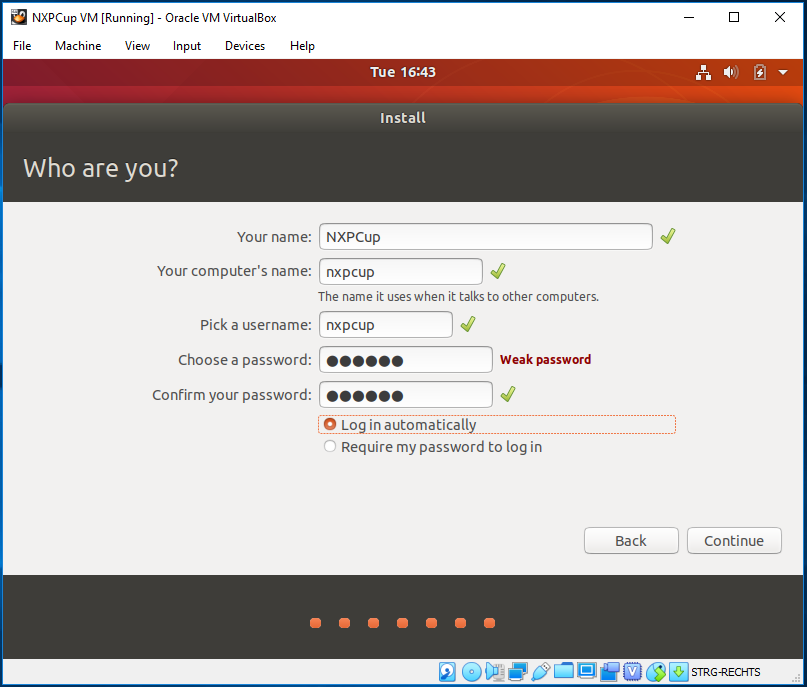 NXPCup VM [Running] - Oracle VM VirtualBox
File Machine View Input Devices Help
Tue 16:43
Install
Who are you?
Your name: NXPCup
Your computer's name: nxpcup
The name it uses when it talks to other computers.
Pick a username: nxpcup
Choose a password: ●●●●●● Weak password
Confirm your password: ●●●●●●
Log in automatically
Require my password to log in
Back Continue
STRG-RECHTS